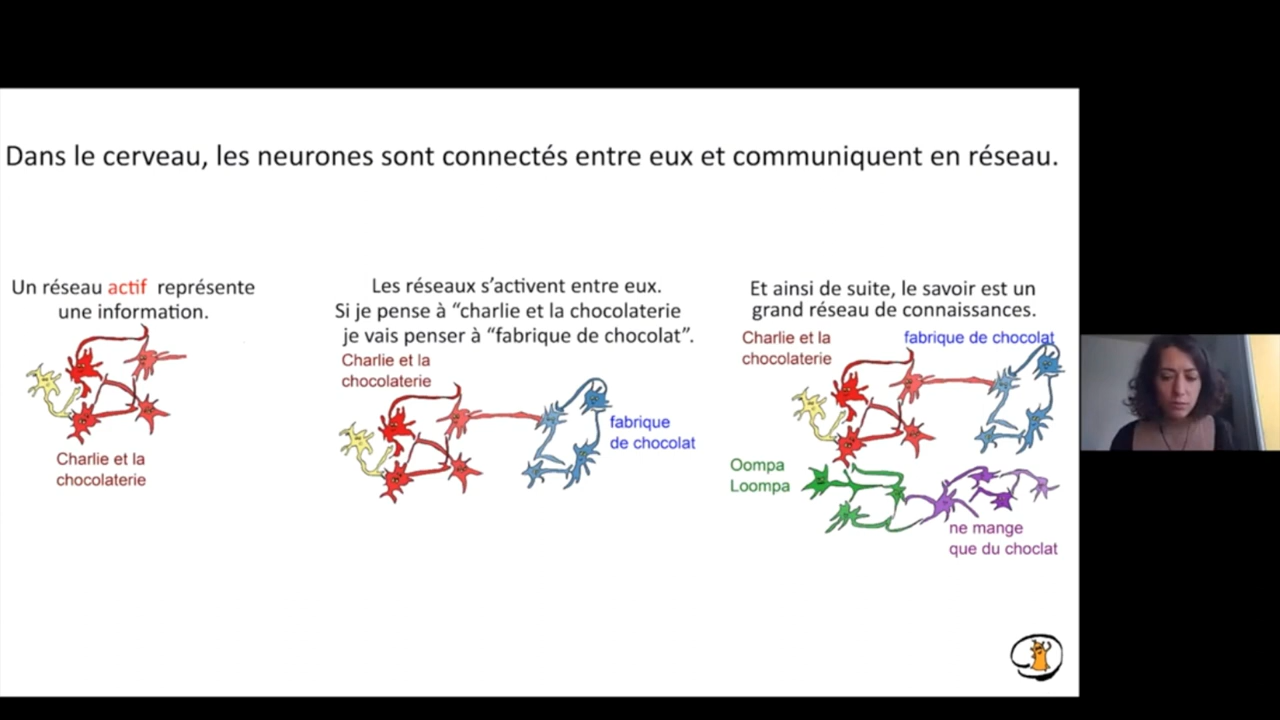 Dans le cerveau, les neurones sont connectés entre eux et communiquent en réseau.
Un réseau actif représente
une information.
Charlie et la
chocolaterie
Les réseaux s'activent entre eux.
Si je pense à “charlie et la chocolaterie
je vais penser à “fabrique de chocolat”.
Charlie et la
chocolaterie
fabrique
de chocolat
Et ainsi de suite, le savoir est un
grand réseau de connaissances.
Charlie et la
chocolaterie
fabrique de chocolat
Oompa
Loompa
ne mange
que du choclat